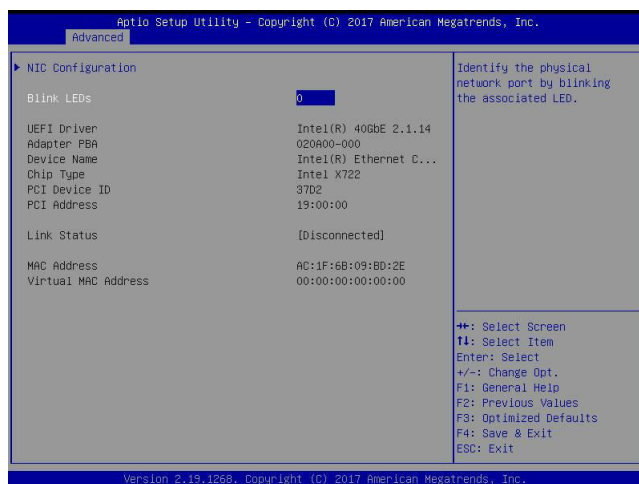 Aptio Setup Utility – Copyright (C) 2017 American Megatrends, Inc.
Advanced
NIC Configuration
Blink LEDs 0
UEFI Driver Intel(R) 40GbE 2.1.14
Adapter PBA 020A00-000
Device Name Intel(R) Ethernet C...
Chip Type Intel X722
PCI Device ID 37D2
PCI Address 19:00:00
Link Status [Disconnected]
MAC Address AC:1F:6B:09:BD:2E
Virtual MAC Address 00:00:00:00:00:00
Identify the physical
network port by blinking
the associated LED.
→←: Select Screen
↑↓: Select Item
Enter: Select
+/-: Change Opt.
F1: General Help
F2: Previous Values
F3: Optimized Defaults
F4: Save & Exit
ESC: Exit
Version 2.19.1268. Copyright (C) 2017 American Megatrends, Inc.